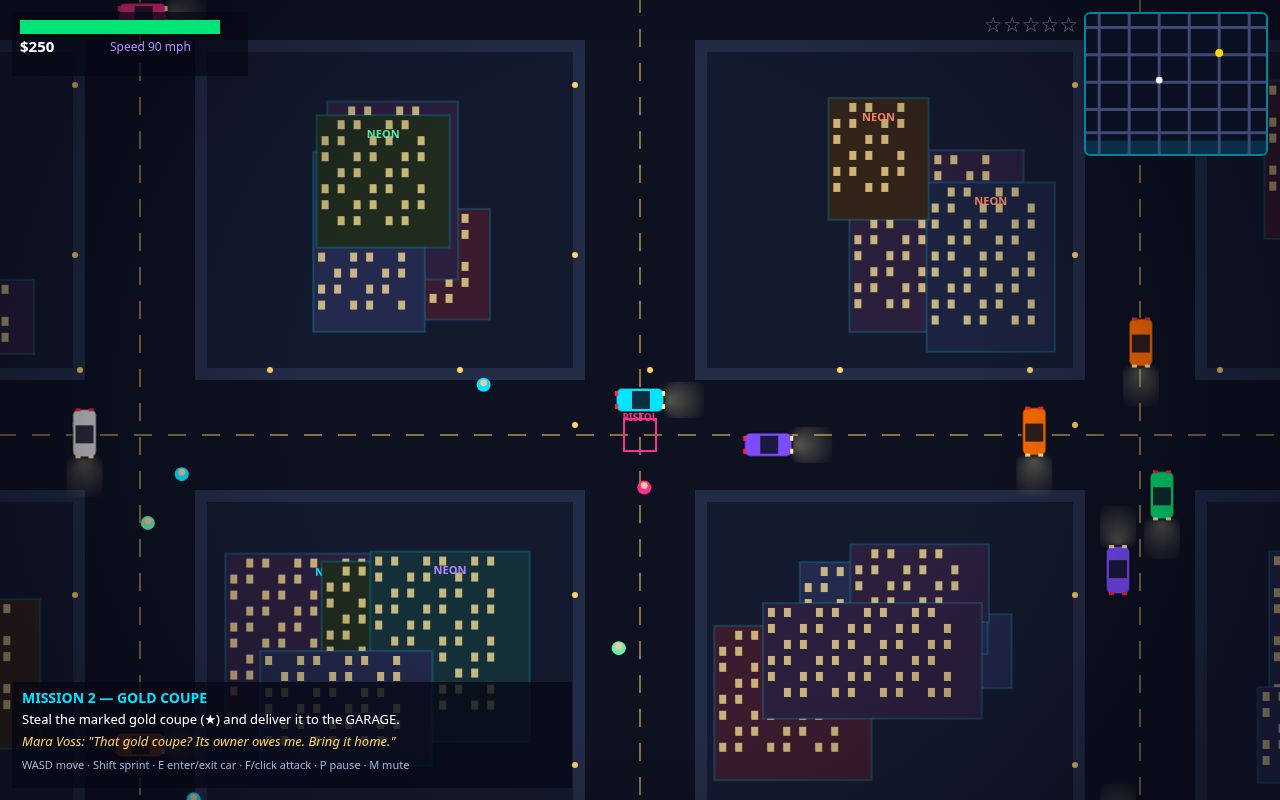 $250 Speed 90 mph
☆☆☆☆☆
NEON
NEON
NEON
PISTOL
NEON
MISSION 2 — GOLD COUPE
Steal the marked gold coupe (★) and deliver it to the GARAGE.
Mara Voss: "That gold coupe? Its owner owes me. Bring it home."
WASD move · Shift sprint · E enter/exit car · F/click attack · P pause · M mute